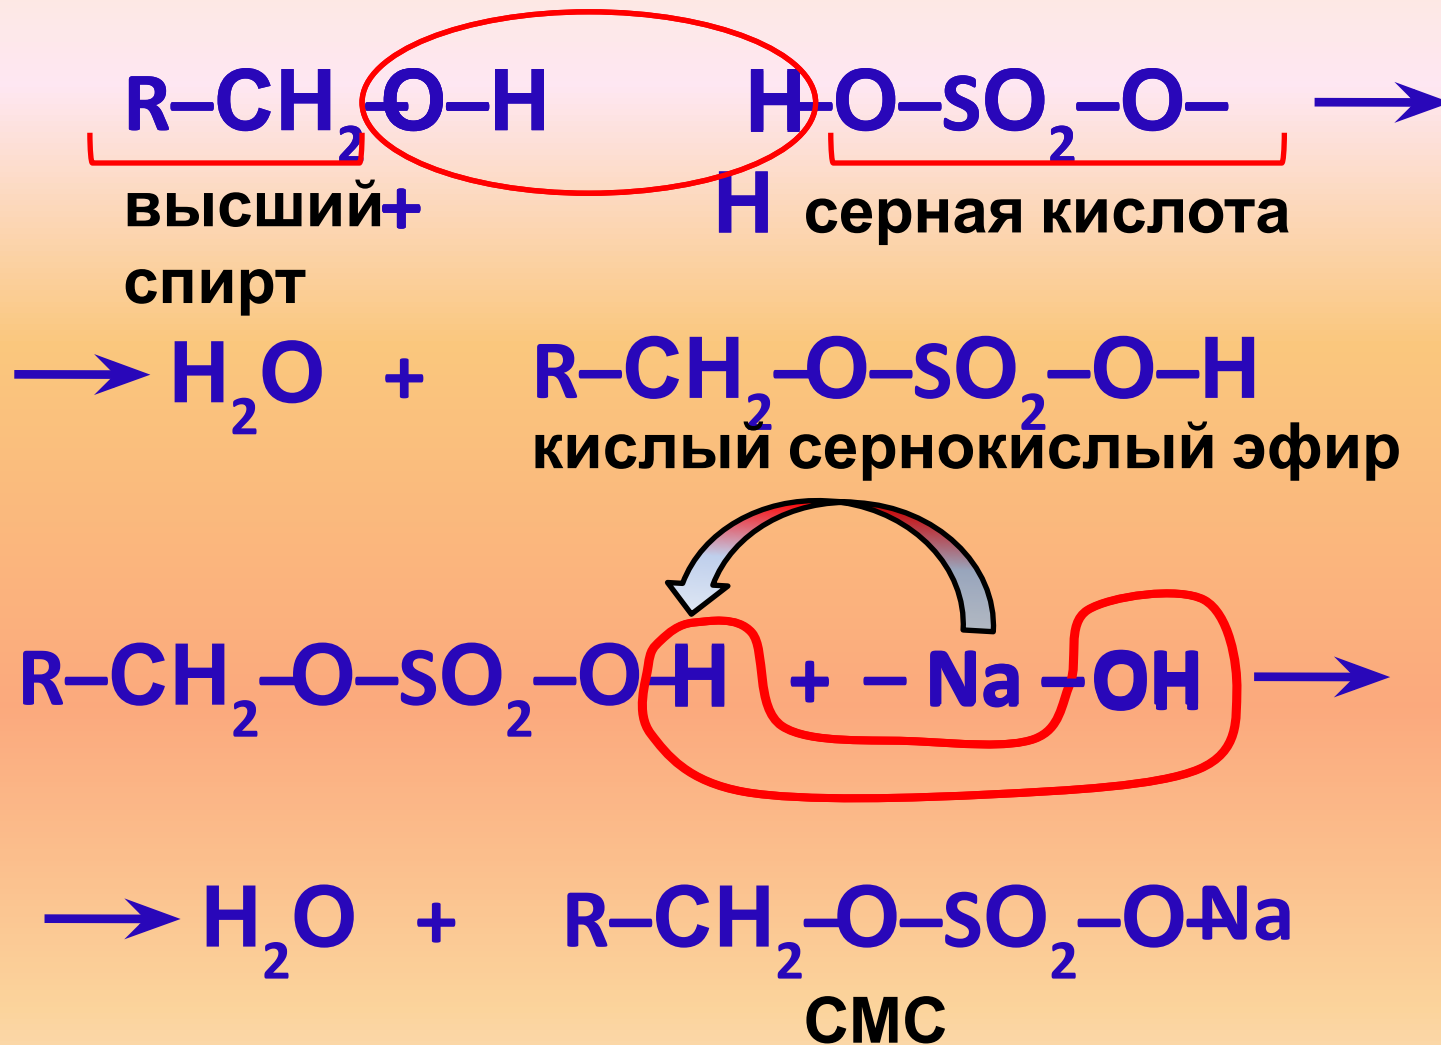 R–CH₂–O–H H–O–SO₂–O–
высший + H серная кислота
спирт
H₂O + R–CH₂–O–SO₂–O–H
кислый сернокислый эфир
R–CH₂–O–SO₂–O–H + – Na –OH
H₂O + R–CH₂–O–SO₂–O–Na
СМС